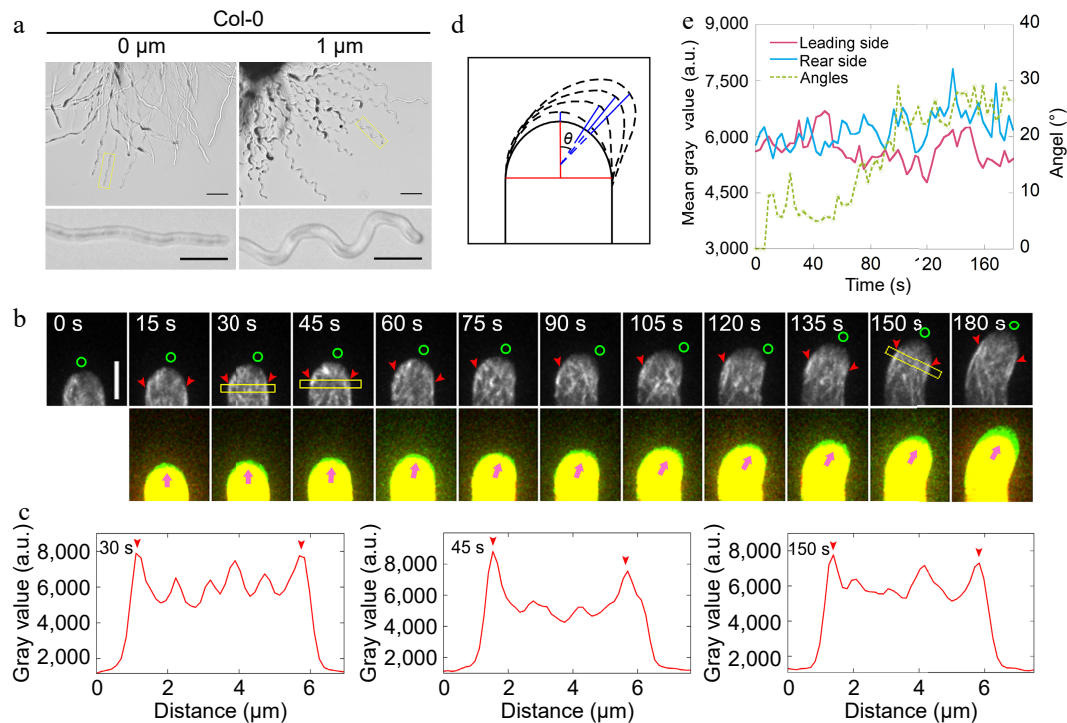 a
Col-0
0 μm
1 μm
d
θ
e
9,000
7,500
6,000
4,500
3,000
Mean gray value (a.u.)
Leading side
Rear side
Angles
40
30
20
10
0
Angel (°)
0 40 80 120 160
Time (s)
b
0 s 15 s 30 s 45 s 60 s 75 s 90 s 105 s 120 s 135 s 150 s 180 s
c
Gray value (a.u.)
8,000
6,000
4,000
2,000
30 s
0 2 4 6
Distance (μm)
Gray value (a.u.)
8,000
6,000
4,000
2,000
45 s
0 2 4 6
Distance (μm)
Gray value (a.u.)
8,000
6,000
4,000
2,000
150 s
0 2 4 6
Distance (μm)